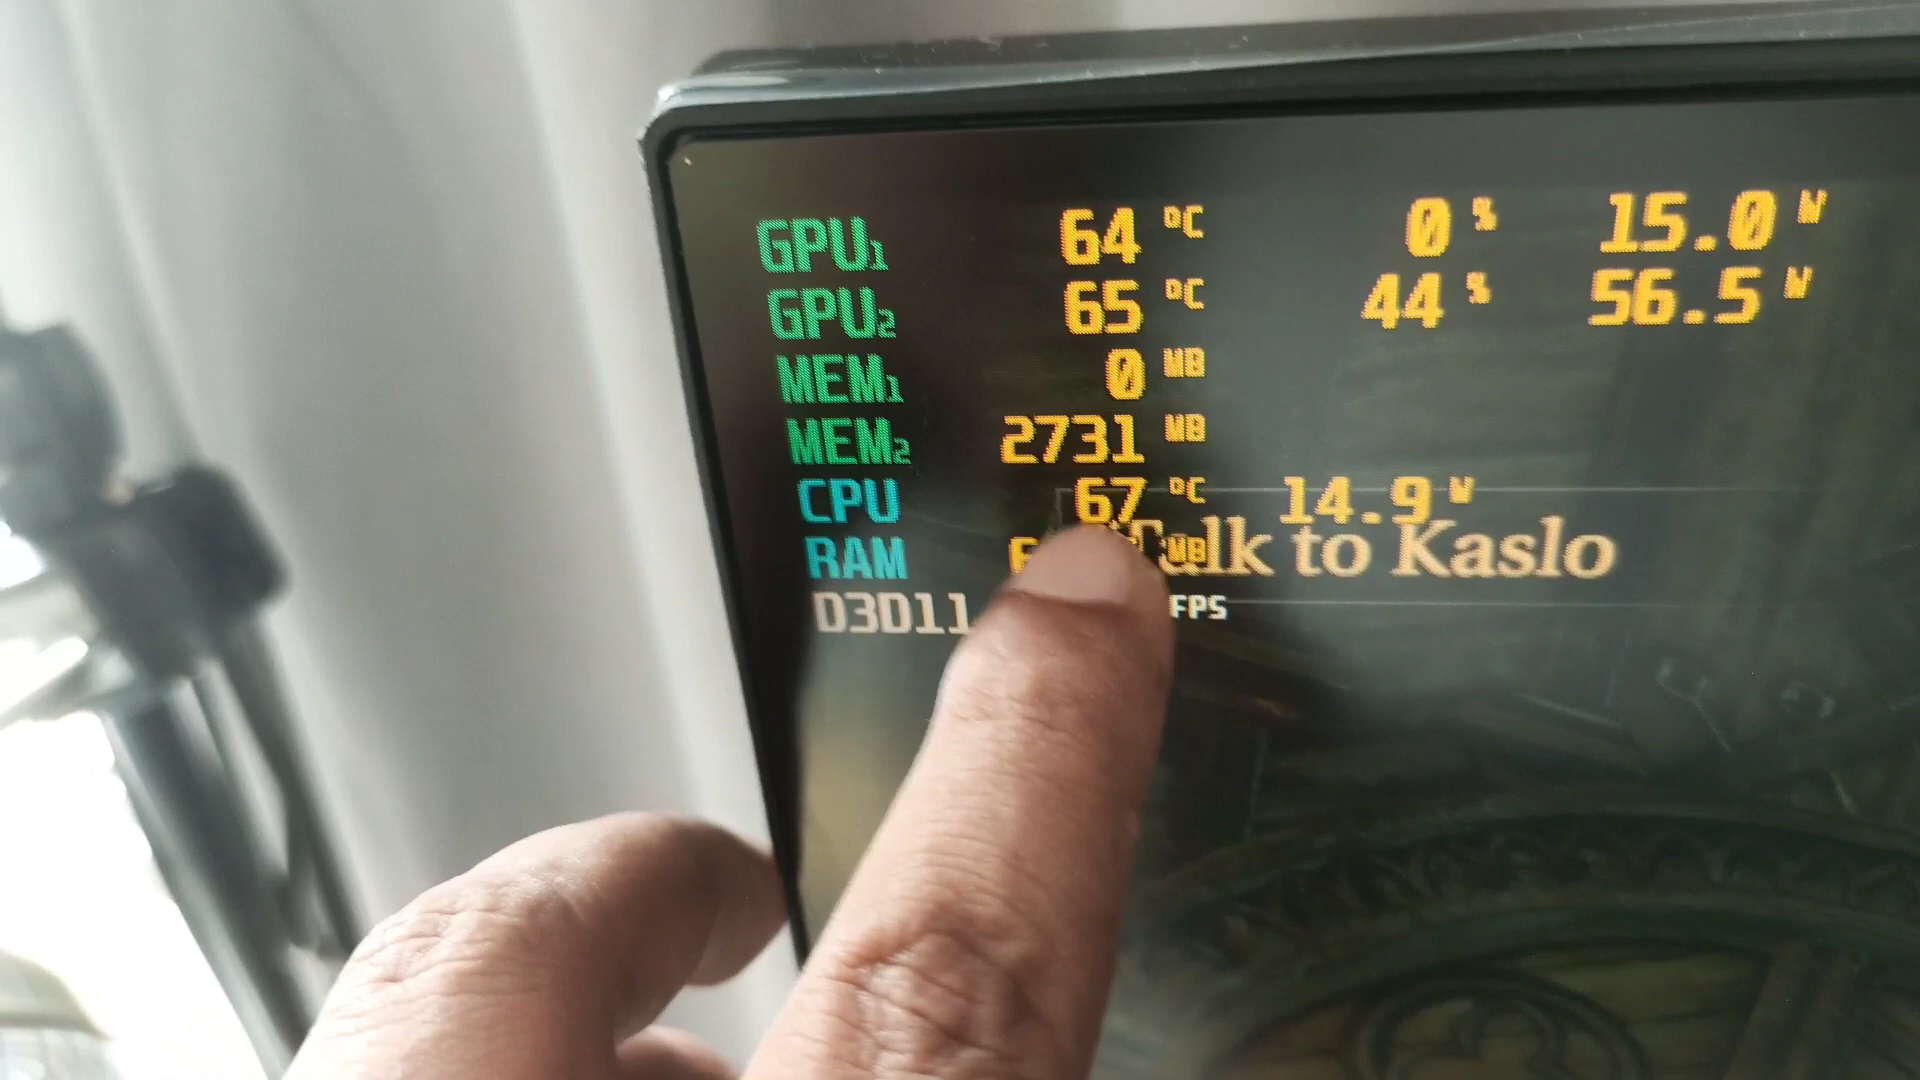 GPU1 64 °C 0 % 15.0 W
GPU2 65 °C 44 % 56.5 W
MEM1 0 MB
MEM2 2731 MB
CPU 67 °C 14.9 W
Talk to Kaslo
RAM MB
D3D11 FPS